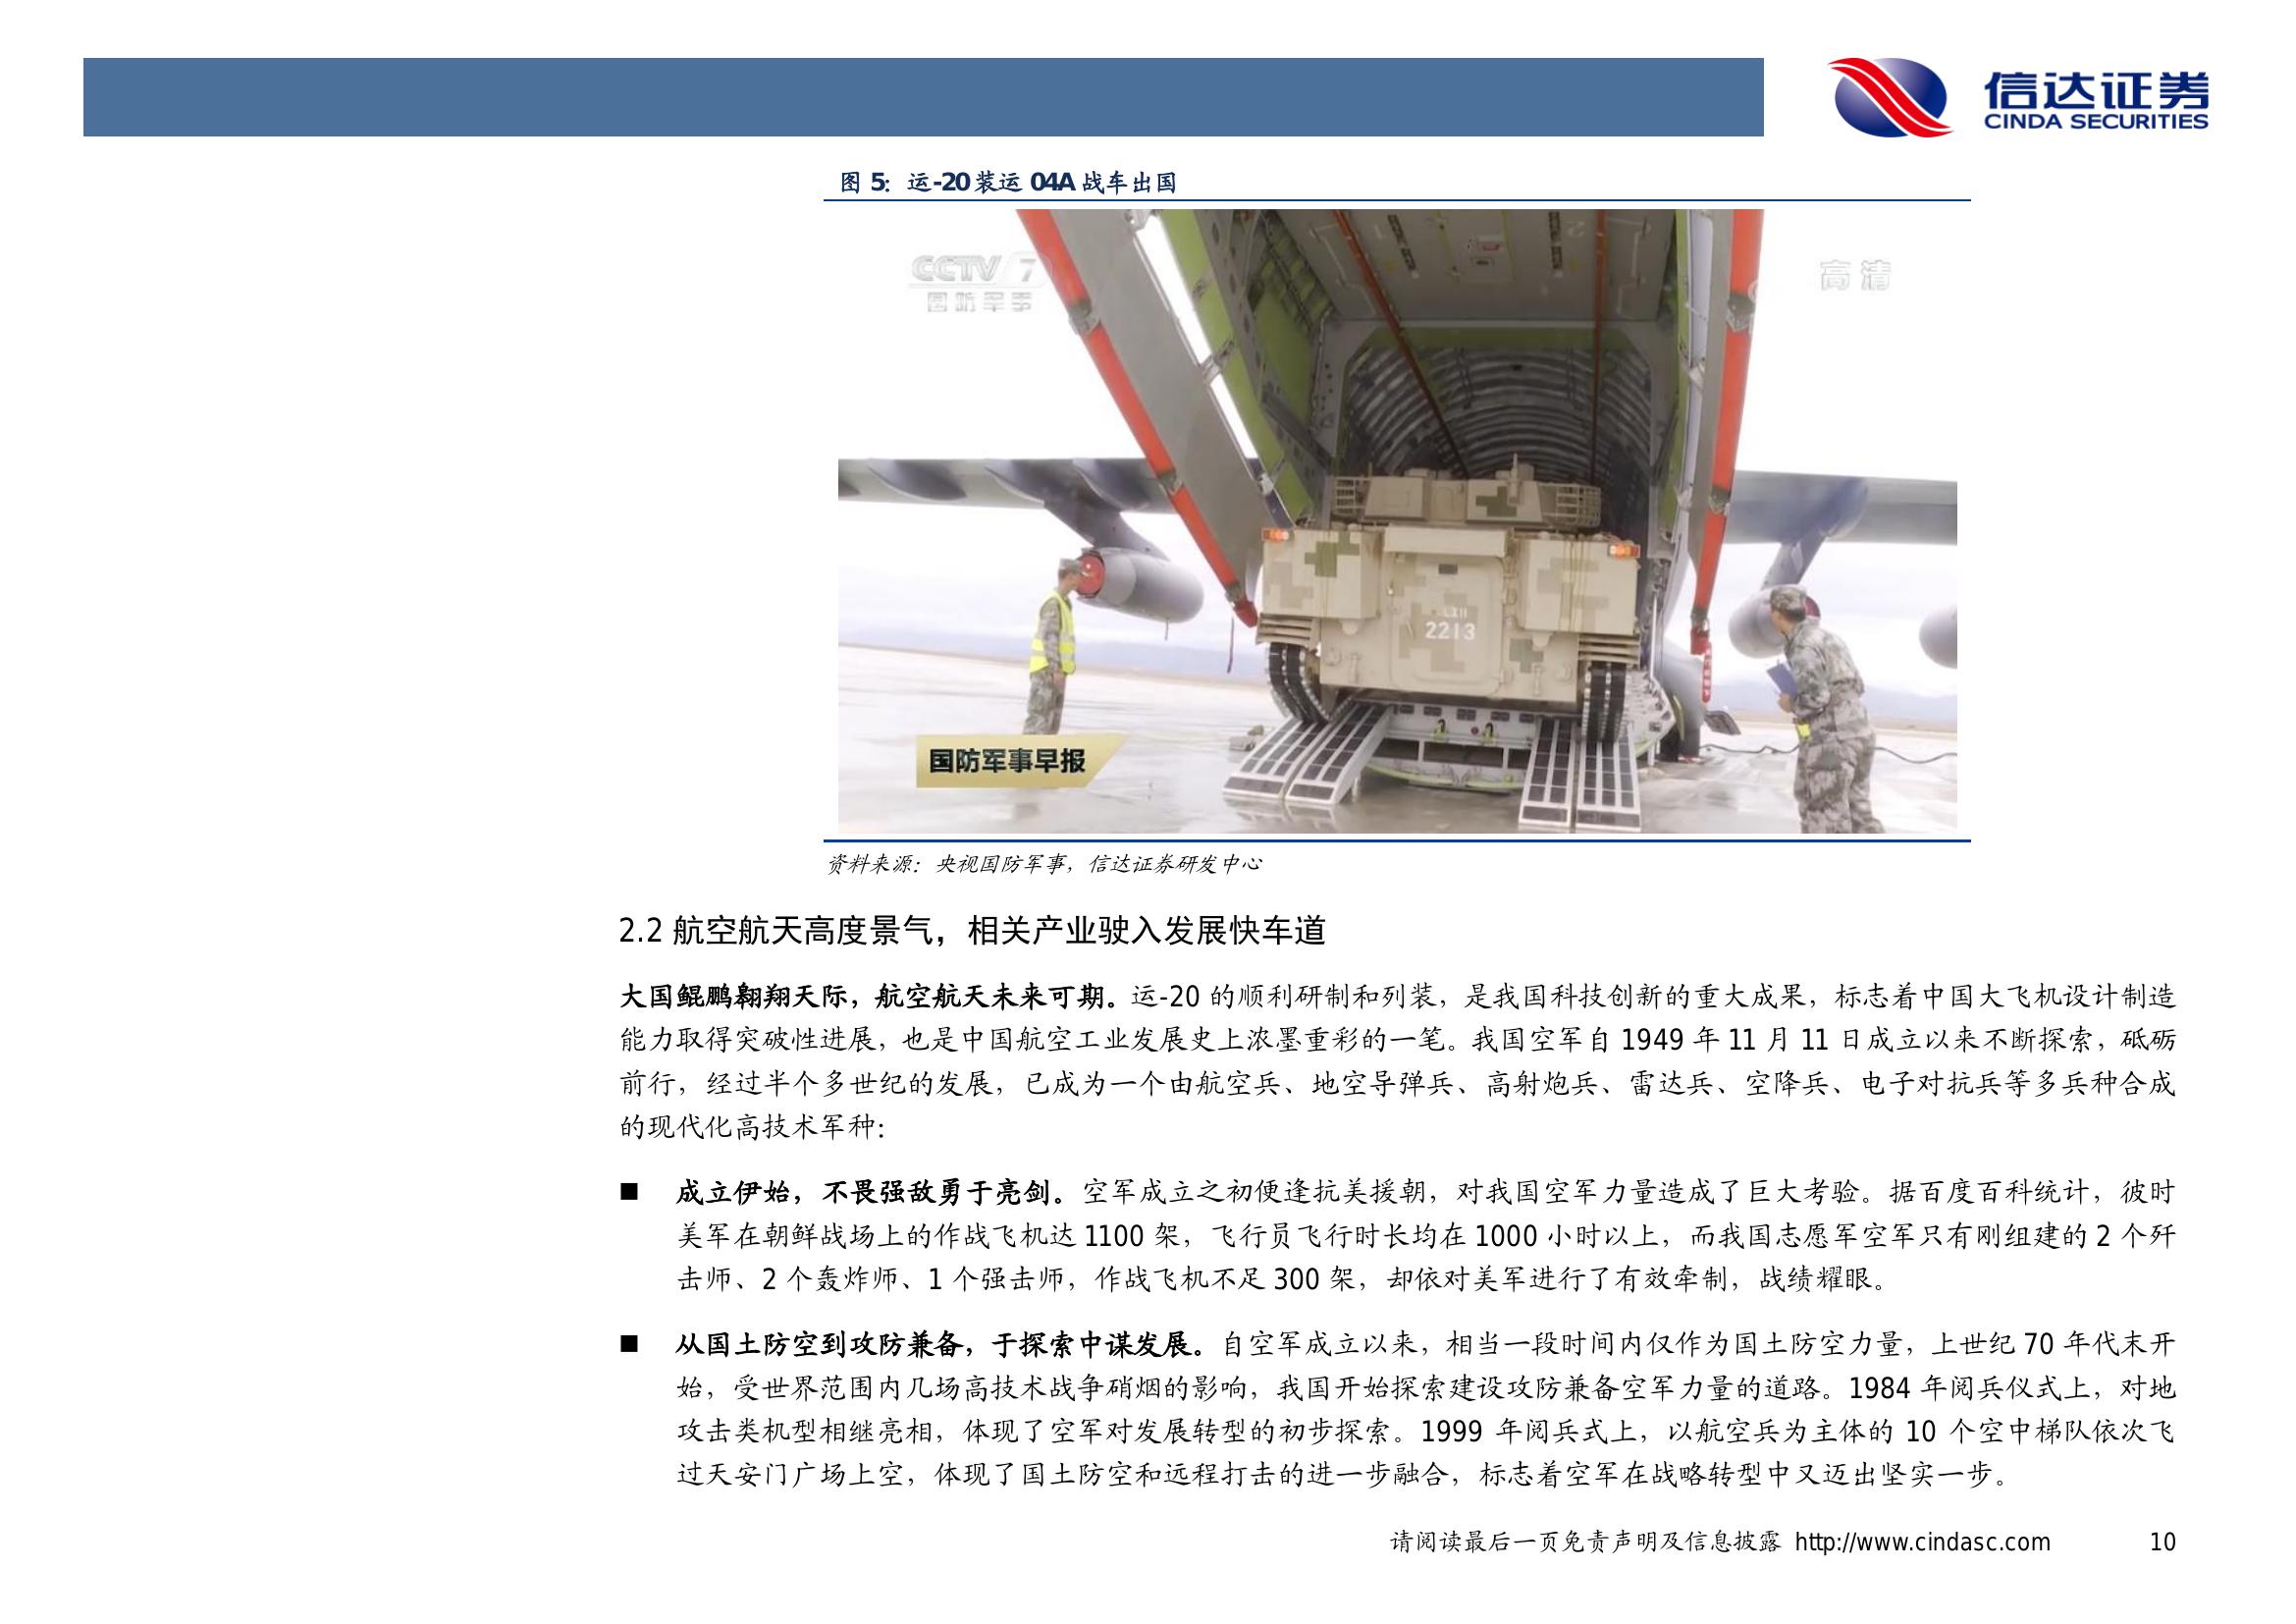 信达证券
CINDA SECURITIES
图 5：运-20 装运 04A 战车出国
CCTV 7
国防军事
高清
2213
国防军事早报
资料来源：央视国防军事，信达证券研发中心
2.2 航空航天高度景气，相关产业驶入发展快车道
大国鲲鹏翱翔天际，航空航天未来可期。运-20 的顺利研制和列装，是我国科技创新的重大成果，标志着中国大飞机设计制造
能力取得突破性进展，也是中国航空工业发展史上浓墨重彩的一笔。我国空军自 1949 年 11 月 11 日成立以来不断探索，砥砺
前行，经过半个多世纪的发展，已成为一个由航空兵、地空导弹兵、高射炮兵、雷达兵、空降兵、电子对抗兵等多兵种合成
的现代化高技术军种：
■ 成立伊始，不畏强敌勇于亮剑。空军成立之初便逢抗美援朝，对我国空军力量造成了巨大考验。据百度百科统计，彼时
美军在朝鲜战场上的作战飞机达 1100 架，飞行员飞行时长均在 1000 小时以上，而我国志愿军空军只有刚组建的 2 个歼
击师、2 个轰炸师、1 个强击师，作战飞机不足 300 架，却依对美军进行了有效牵制，战绩耀眼。
■ 从国土防空到攻防兼备，于探索中谋发展。自空军成立以来，相当一段时间内仅作为国土防空力量，上世纪 70 年代末开
始，受世界范围内几场高技术战争硝烟的影响，我国开始探索建设攻防兼备空军力量的道路。1984 年阅兵仪式上，对地
攻击类机型相继亮相，体现了空军对发展转型的初步探索。1999 年阅兵式上，以航空兵为主体的 10 个空中梯队依次飞
过天安门广场上空，体现了国土防空和远程打击的进一步融合，标志着空军在战略转型中又迈出坚实一步。
请阅读最后一页免责声明及信息披露 http://www.cindasc.com 10